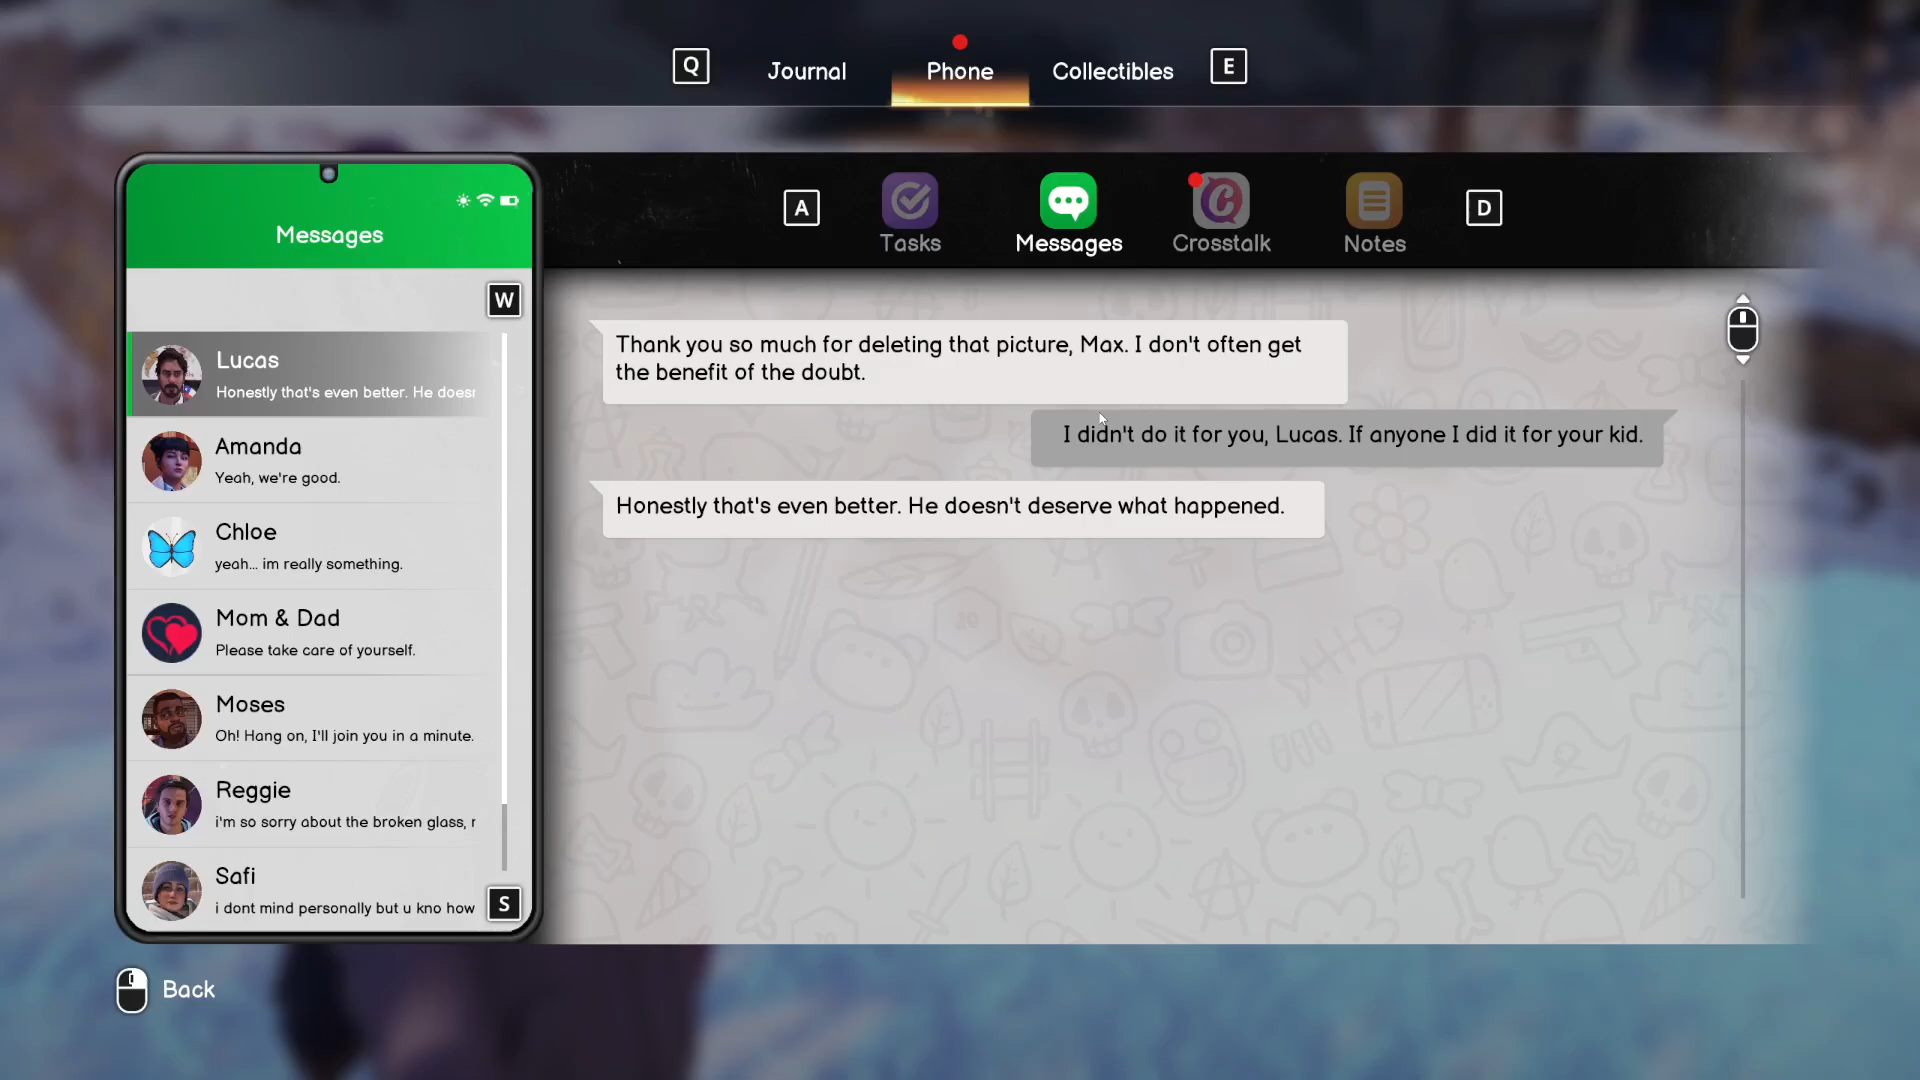 Q Journal Phone Collectibles E
A Tasks Messages Crosstalk Notes D
Messages
W
Lucas
Honestly that's even better. He doesn
Amanda
Yeah, we're good.
Chloe
yeah... im really something.
Mom & Dad
Please take care of yourself.
Moses
Oh! Hang on, I'll join you in a minute.
Reggie
i'm so sorry about the broken glass, r
Safi
i dont mind personally but u kno how
S
Thank you so much for deleting that picture, Max. I don't often get
the benefit of the doubt.
I didn't do it for you, Lucas. If anyone I did it for your kid.
Honestly that's even better. He doesn't deserve what happened.
Back